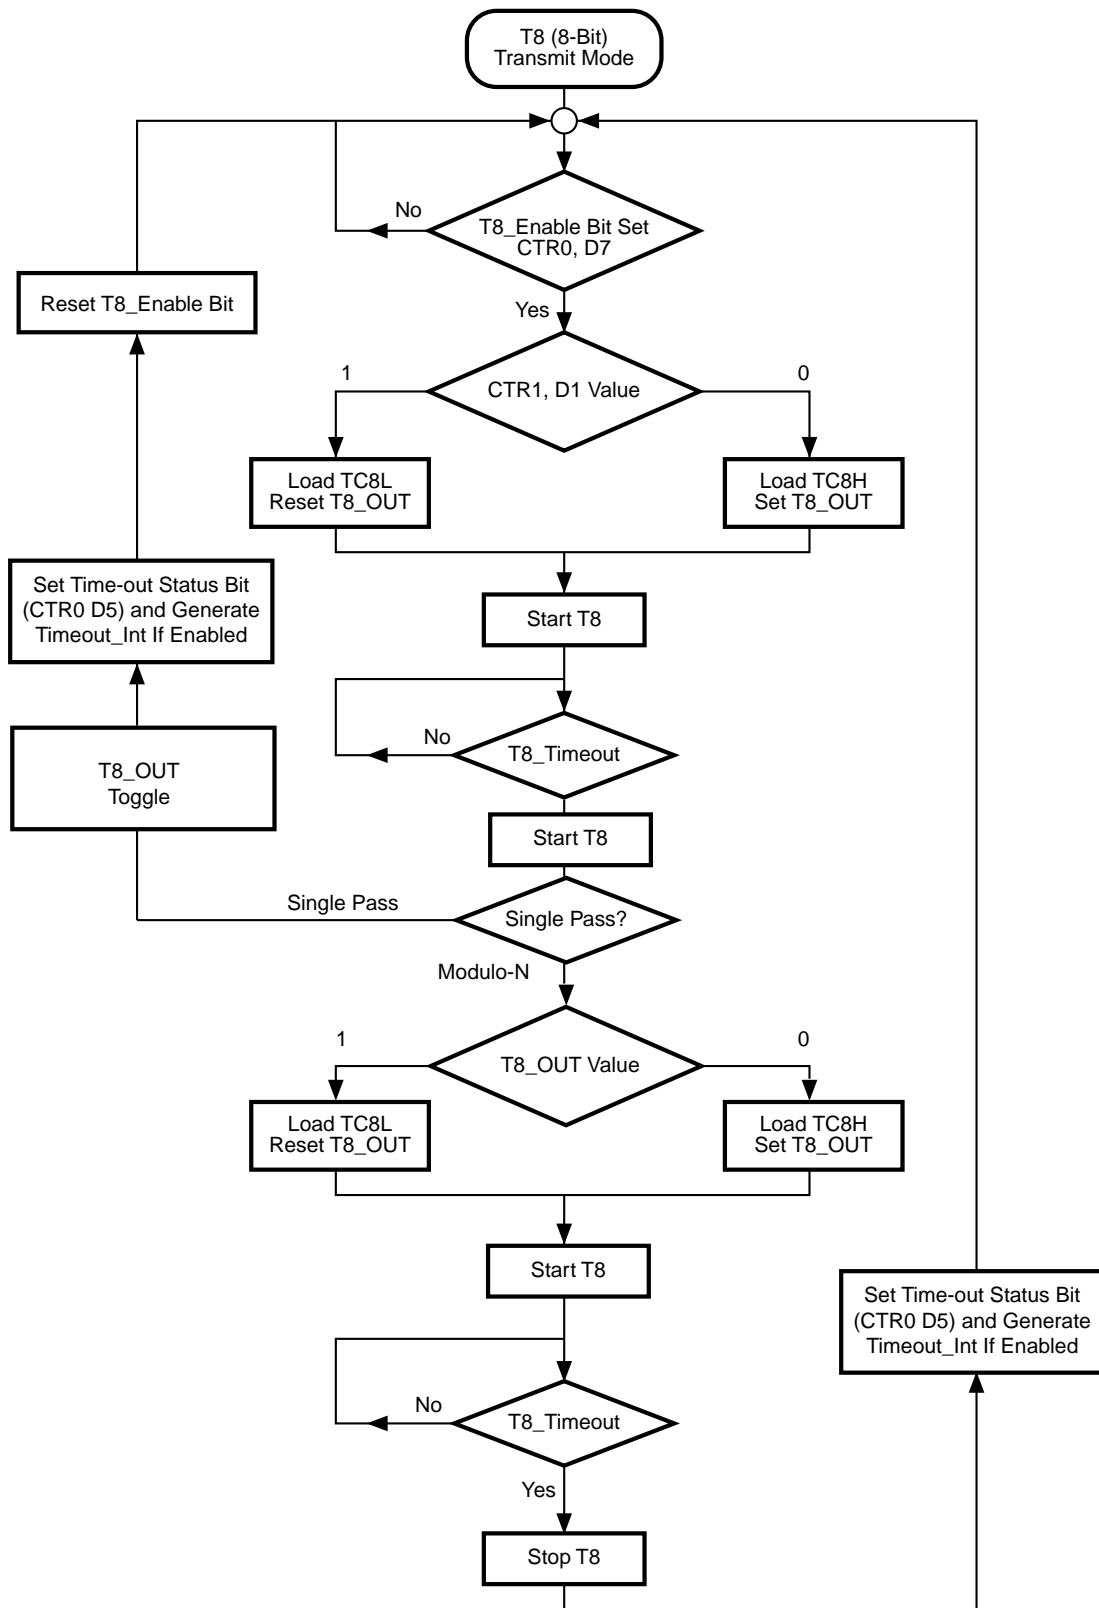 T8 (8-Bit)
Transmit Mode
No
T8_Enable Bit Set
CTR0, D7
Reset T8_Enable Bit
Yes
1
CTR1, D1 Value
0
Load TC8L
Reset T8_OUT
Load TC8H
Set T8_OUT
Set Time-out Status Bit
(CTR0 D5) and Generate
Timeout_Int If Enabled
Start T8
No
T8_Timeout
T8_OUT
Toggle
Start T8
Single Pass
Single Pass?
Modulo-N
1
T8_OUT Value
0
Load TC8L
Reset T8_OUT
Load TC8H
Set T8_OUT
Start T8
Set Time-out Status Bit
(CTR0 D5) and Generate
Timeout_Int If Enabled
No
T8_Timeout
Yes
Stop T8